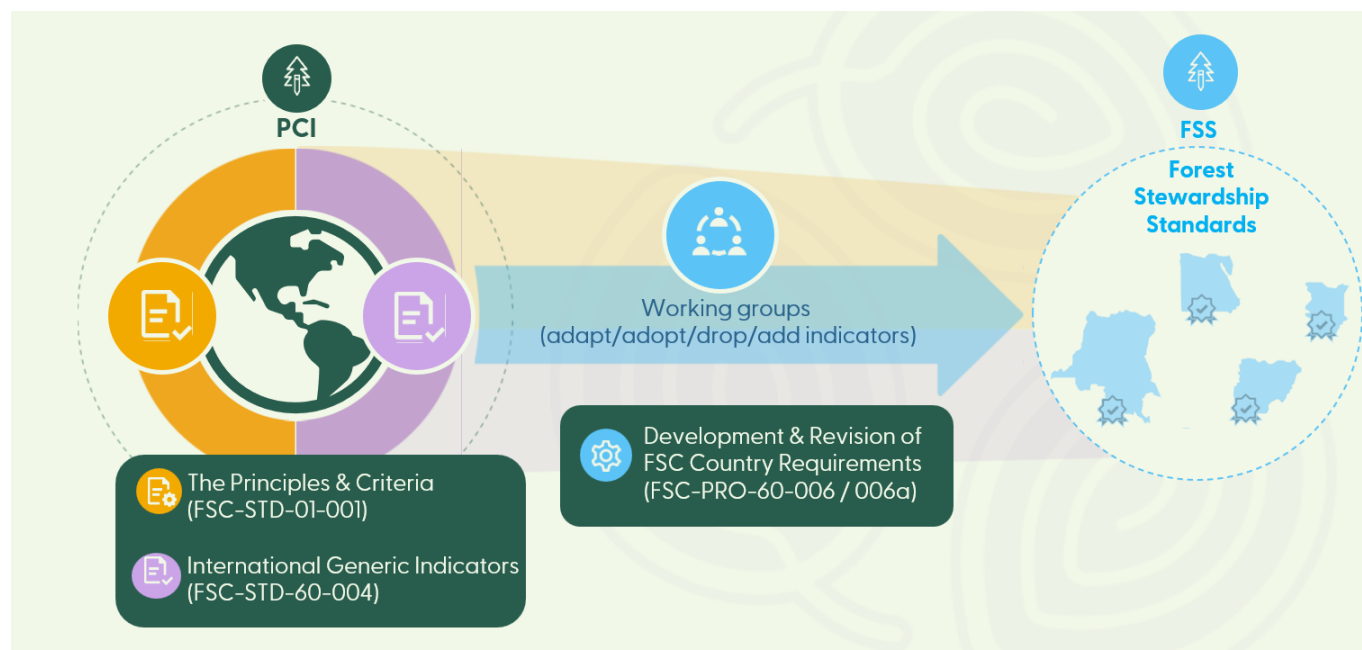 PCI
FSS
Forest
Stewardship
Standards
Working groups
(adapt/adopt/drop/add indicators)
Development & Revision of
FSC Country Requirements
(FSC-PRO-60-006 / 006a)
The Principles & Criteria
(FSC-STD-01-001)
International Generic Indicators
(FSC-STD-60-004)